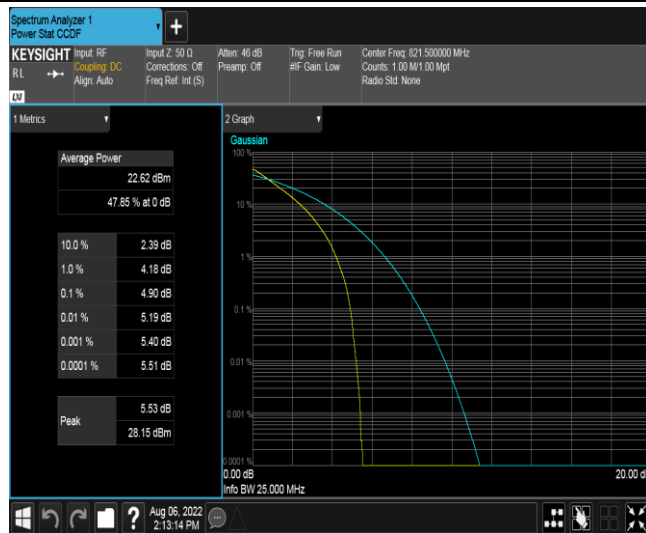 Spectrum Analyzer 1
Power Stat CCDF
+
KEYSIGHT
RL
LXI
Input: RF
Coupling: DC
Align: Auto
Input Z: 50 Ω
Corrections: Off
Freq Ref: Int (S)
Atten: 46 dB
Preamp: Off
Trig: Free Run
#IF Gain: Low
Center Freq: 821.500000 MHz
Counts: 1.00 M/1.00 Mpt
Radio Std: None
1 Metrics
Average Power
22.62 dBm
47.85 % at 0 dB
10.0 % 2.39 dB
1.0 % 4.18 dB
0.1 % 4.90 dB
0.01 % 5.19 dB
0.001 % 5.40 dB
0.0001 % 5.51 dB
Peak
5.53 dB
28.15 dBm
2 Graph
Gaussian
100 %
10 %
1 %
0.1 %
0.01 %
0.001 %
0.0001 %
0.00 dB
20.00 d
Info BW 25.000 MHz
?
Aug 06, 2022
2:13:14 PM